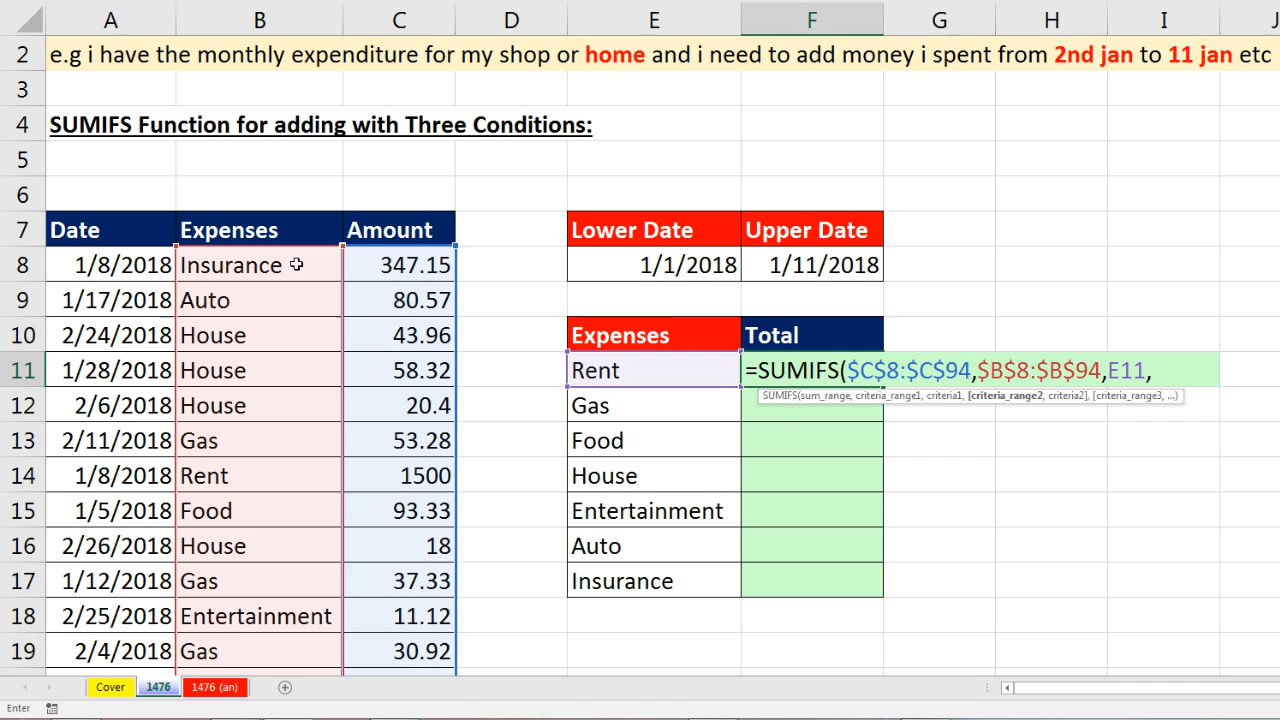 A B C D E F G H I J
2 e.g i have the monthly expenditure for my shop or home and i need to add money i spent from 2nd jan to 11 jan etc
3
4 SUMIFS Function for adding with Three Conditions:
5
6
7 Date Expenses Amount Lower Date Upper Date
8 1/8/2018 Insurance 347.15 1/1/2018 1/11/2018
9 1/17/2018 Auto 80.57
10 2/24/2018 House 43.96 Expenses Total
11 1/28/2018 House 58.32 Rent =SUMIFS($C$8:$C$94,$B$8:$B$94,E11,
SUMIFS(sum_range, criteria_range1, criteria1, [criteria_range2, criteria2], [criteria_range3, ...)
12 2/6/2018 House 20.4 Gas
13 2/11/2018 Gas 53.28 Food
14 1/8/2018 Rent 1500 House
15 1/5/2018 Food 93.33 Entertainment
16 2/26/2018 House 18 Auto
17 1/12/2018 Gas 37.33 Insurance
18 2/25/2018 Entertainment 11.12
19 2/4/2018 Gas 30.92
Cover 1476 1476 (an)
Enter